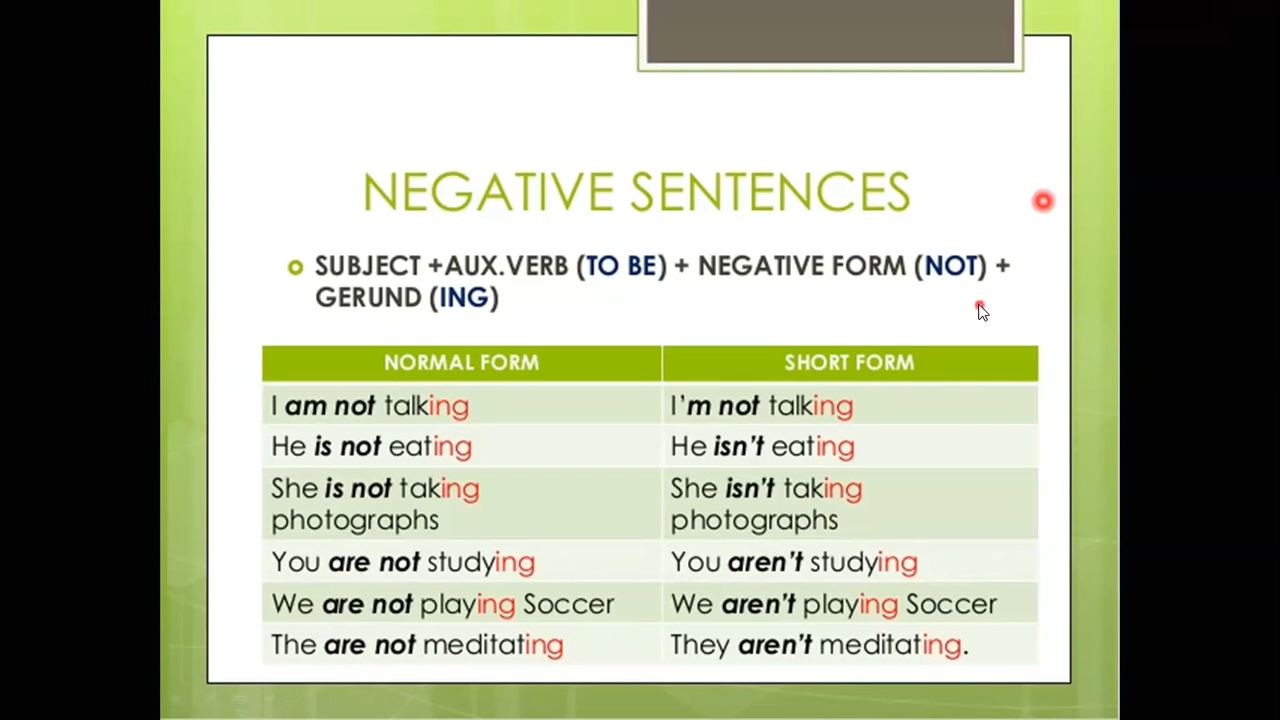 NEGATIVE SENTENCES
SUBJECT +AUX.VERB (TO BE) + NEGATIVE FORM (NOT) +
GERUND (ING)
NORMAL FORM
SHORT FORM
I am not talking
I'm not talking
He is not eating
He isn't eating
She is not taking
photographs
She isn't taking
photographs
You are not studying
You aren't studying
We are not playing Soccer
We aren't playing Soccer
The are not meditating
They aren't meditating.